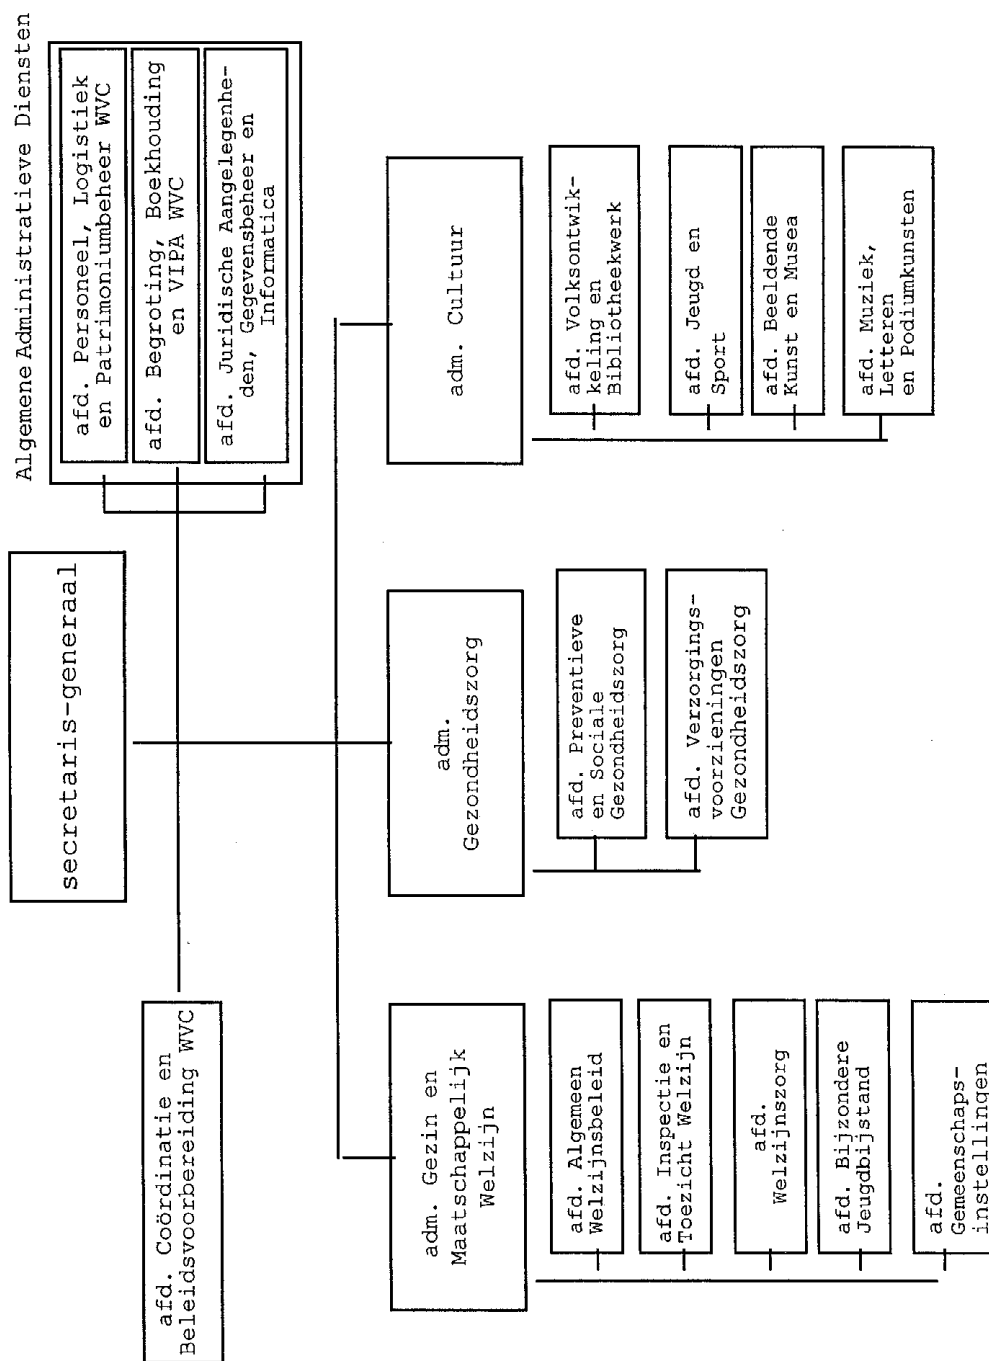 Algemene Administratieve Diensten
secretaris-generaal
afd. Personeel, Logistiek
en Patrimoniumbeheer WVC
afd. Begroting, Boekhouding
en VIPA WVC
afd. Juridische Aangelegenhe-
den, Gegevensbeheer en
Informatica
afd. Coördinatie en
Beleidsvoorbereiding WVC
adm. Gezin en
Maatschappelijk
Welzijn
afd. Algemeen
Welzijnsbeleid
afd. Inspectie en
Toezicht Welzijn
afd.
Welzijnszorg
afd. Bijzondere
Jeugdbijstand
afd.
Gemeenschaps-
instellingen
adm.
Gezondheidszorg
afd. Preventieve
en Sociale
Gezondheidszorg
afd. Verzorgings-
voorzieningen
Gezondheidszorg
adm. Cultuur
afd. Volksontwik-
keling en
Bibliotheekwerk
afd. Jeugd en
Sport
afd. Beeldende
Kunst en Musea
afd. Muziek,
Letteren
en Podiumkunsten